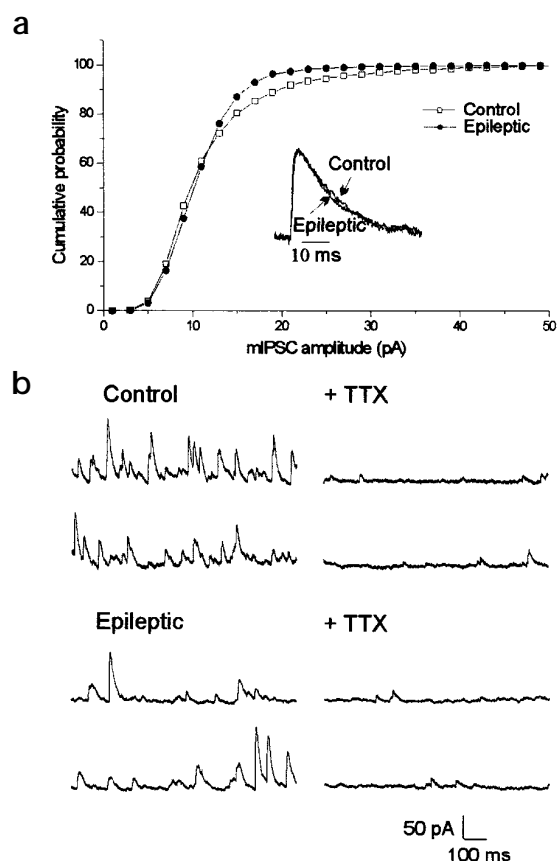 a
100
80
60
40
20
0
Cumulative probability
Control
Epileptic
Control
Epileptic
10 ms
0 10 20 30 40 50
mIPSC amplitude (pA)
b
Control + TTX
Epileptic + TTX
50 pA
100 ms